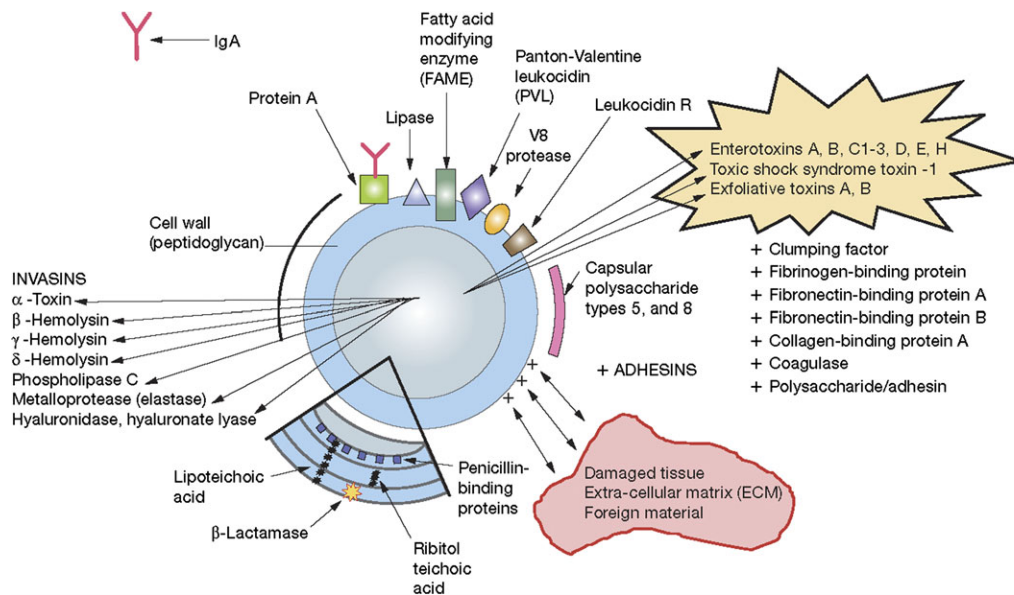 IgA
Fatty acid
modifying
enzyme
(FAME)
Panton-Valentine
leukocidin
(PVL)
Protein A
Lipase
V8
protease
Leukocidin R
Enterotoxins A, B, C1-3, D, E, H
Toxic shock syndrome toxin -1
Exfoliative toxins A, B
Cell wall
(peptidoglycan)
INVASINS
α -Toxin
β -Hemolysin
γ -Hemolysin
δ -Hemolysin
Phospholipase C
Metalloprotease (elastase)
Hyaluronidase, hyaluronate lyase
Capsular
polysaccharide
types 5, and 8
+ ADHESINS
+ Clumping factor
+ Fibrinogen-binding protein
+ Fibronectin-binding protein A
+ Fibronectin-binding protein B
+ Collagen-binding protein A
+ Coagulase
+ Polysaccharide/adhesin
+
+
+
Lipoteichoic
acid
β-Lactamase
Penicillin-
binding
proteins
Ribitol
teichoic
acid
Damaged tissue
Extra-cellular matrix (ECM)
Foreign material